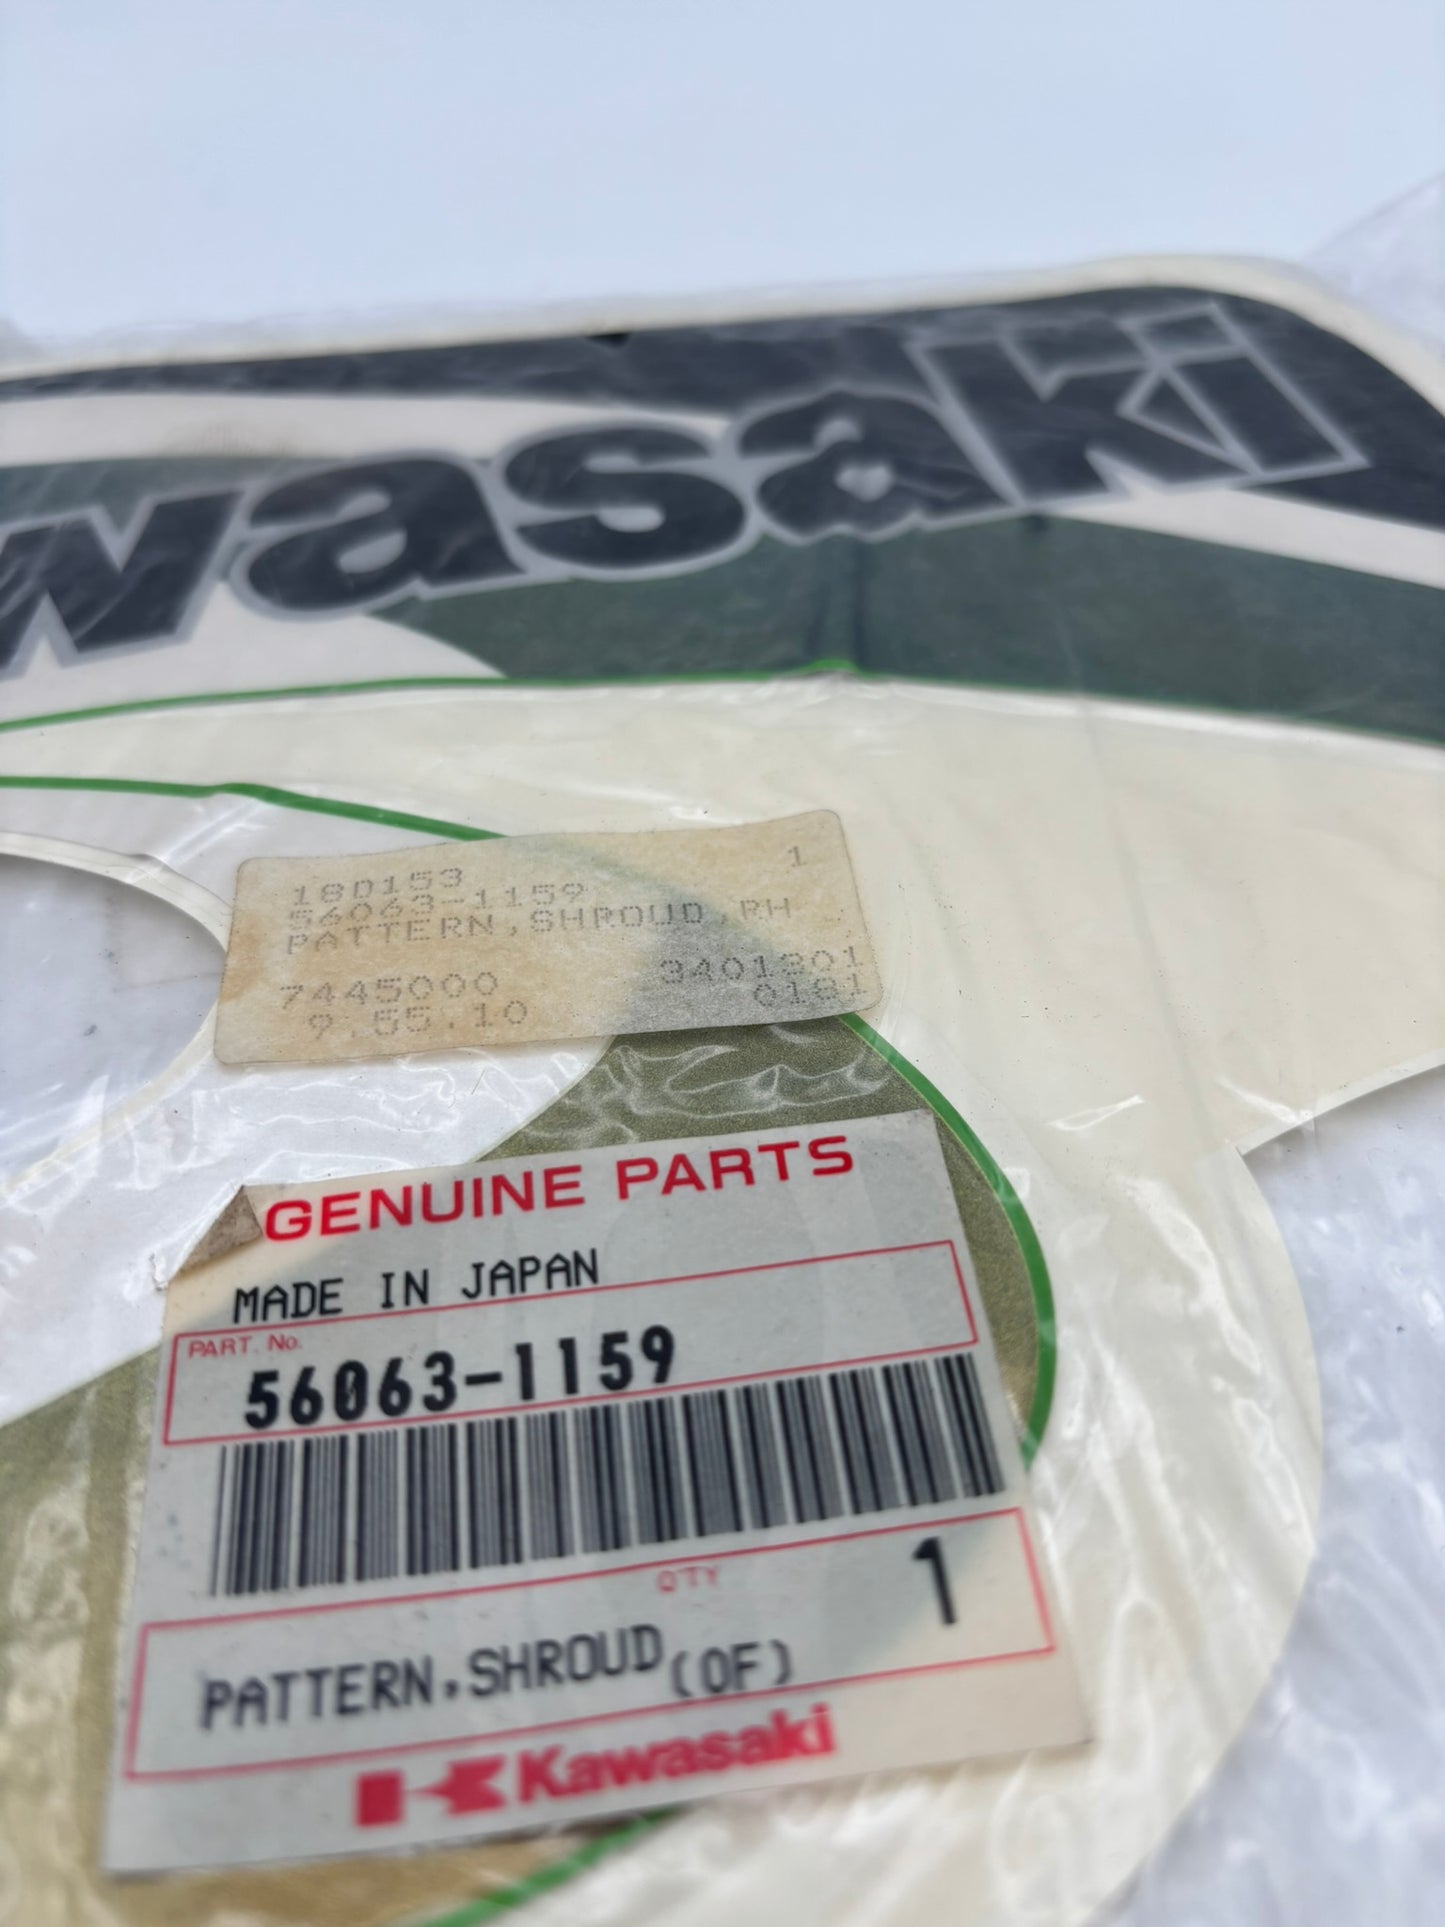 wasaki
180153 1
56063-1159
PATTERN,SHROUD,RH
7445000 3401301
9.55.10 0181
GENUINE PARTS
MADE IN JAPAN
PART. No.
56063-1159
QTY 1
PATTERN,SHROUD(OF)
Kawasaki